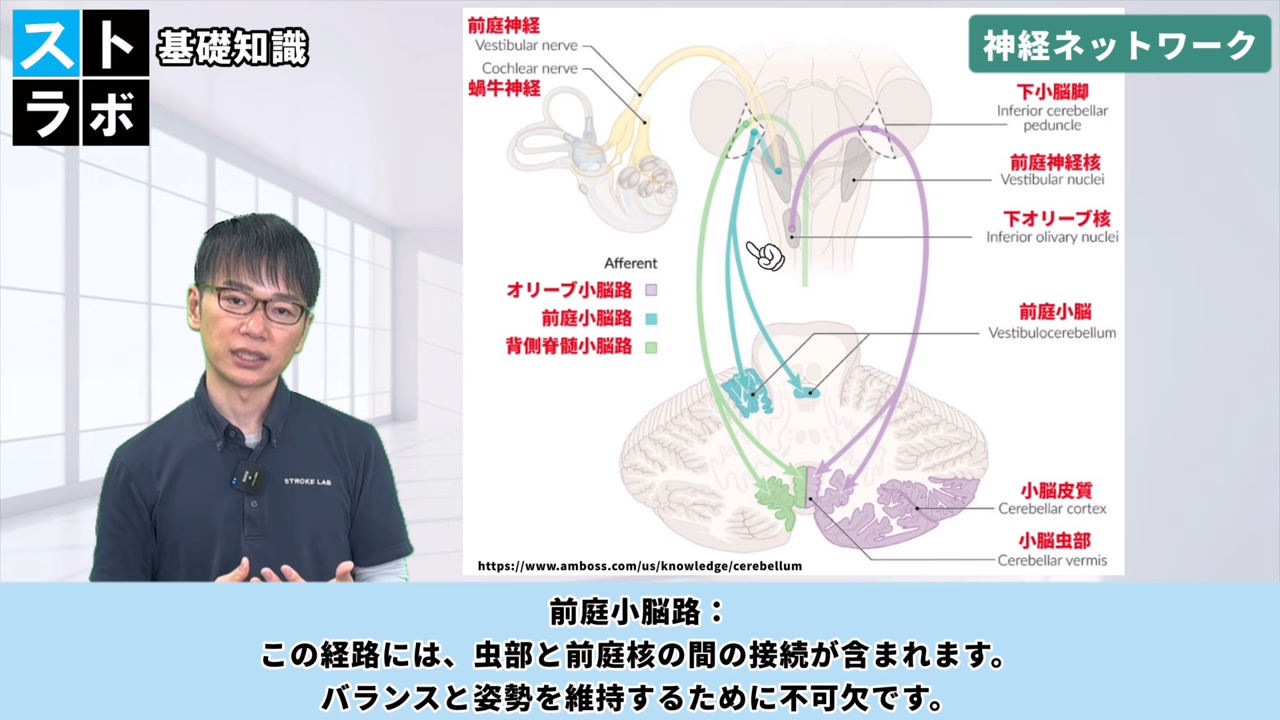 スト
ラボ
基礎知識
神経ネットワーク
前庭神経
Vestibular nerve
Cochlear nerve
蝸牛神経
下小脳脚
Inferior cerebellar
peduncle
前庭神経核
Vestibular nuclei
下オリーブ核
Inferior olivary nuclei
Afferent
オリーブ小脳路
前庭小脳路
背側脊髄小脳路
前庭小脳
Vestibulocerebellum
小脳皮質
Cerebellar cortex
小脳虫部
Cerebellar vermis
STROKE LAB
https://www.amboss.com/us/knowledge/cerebellum
前庭小脳路：
この経路には、虫部と前庭核の間の接続が含まれます。
バランスと姿勢を維持するために不可欠です。